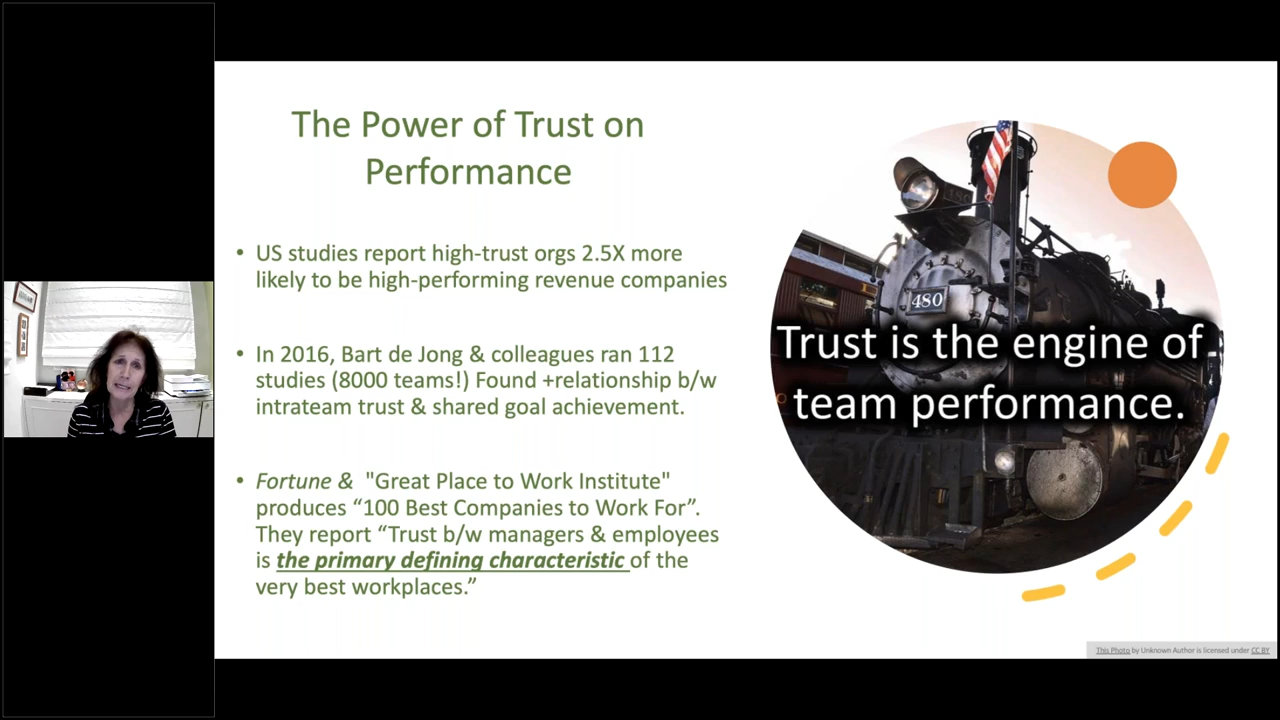 The Power of Trust on
Performance
• US studies report high-trust orgs 2.5X more
likely to be high-performing revenue companies
• In 2016, Bart de Jong & colleagues ran 112
studies (8000 teams!) Found +relationship b/w
intrateam trust & shared goal achievement.
• Fortune & "Great Place to Work Institute"
produces “100 Best Companies to Work For”.
They report “Trust b/w managers & employees
is the primary defining characteristic of the
very best workplaces.”
480
480
Trust is the engine of
team performance.
This Photo by Unknown Author is licensed under CC BY